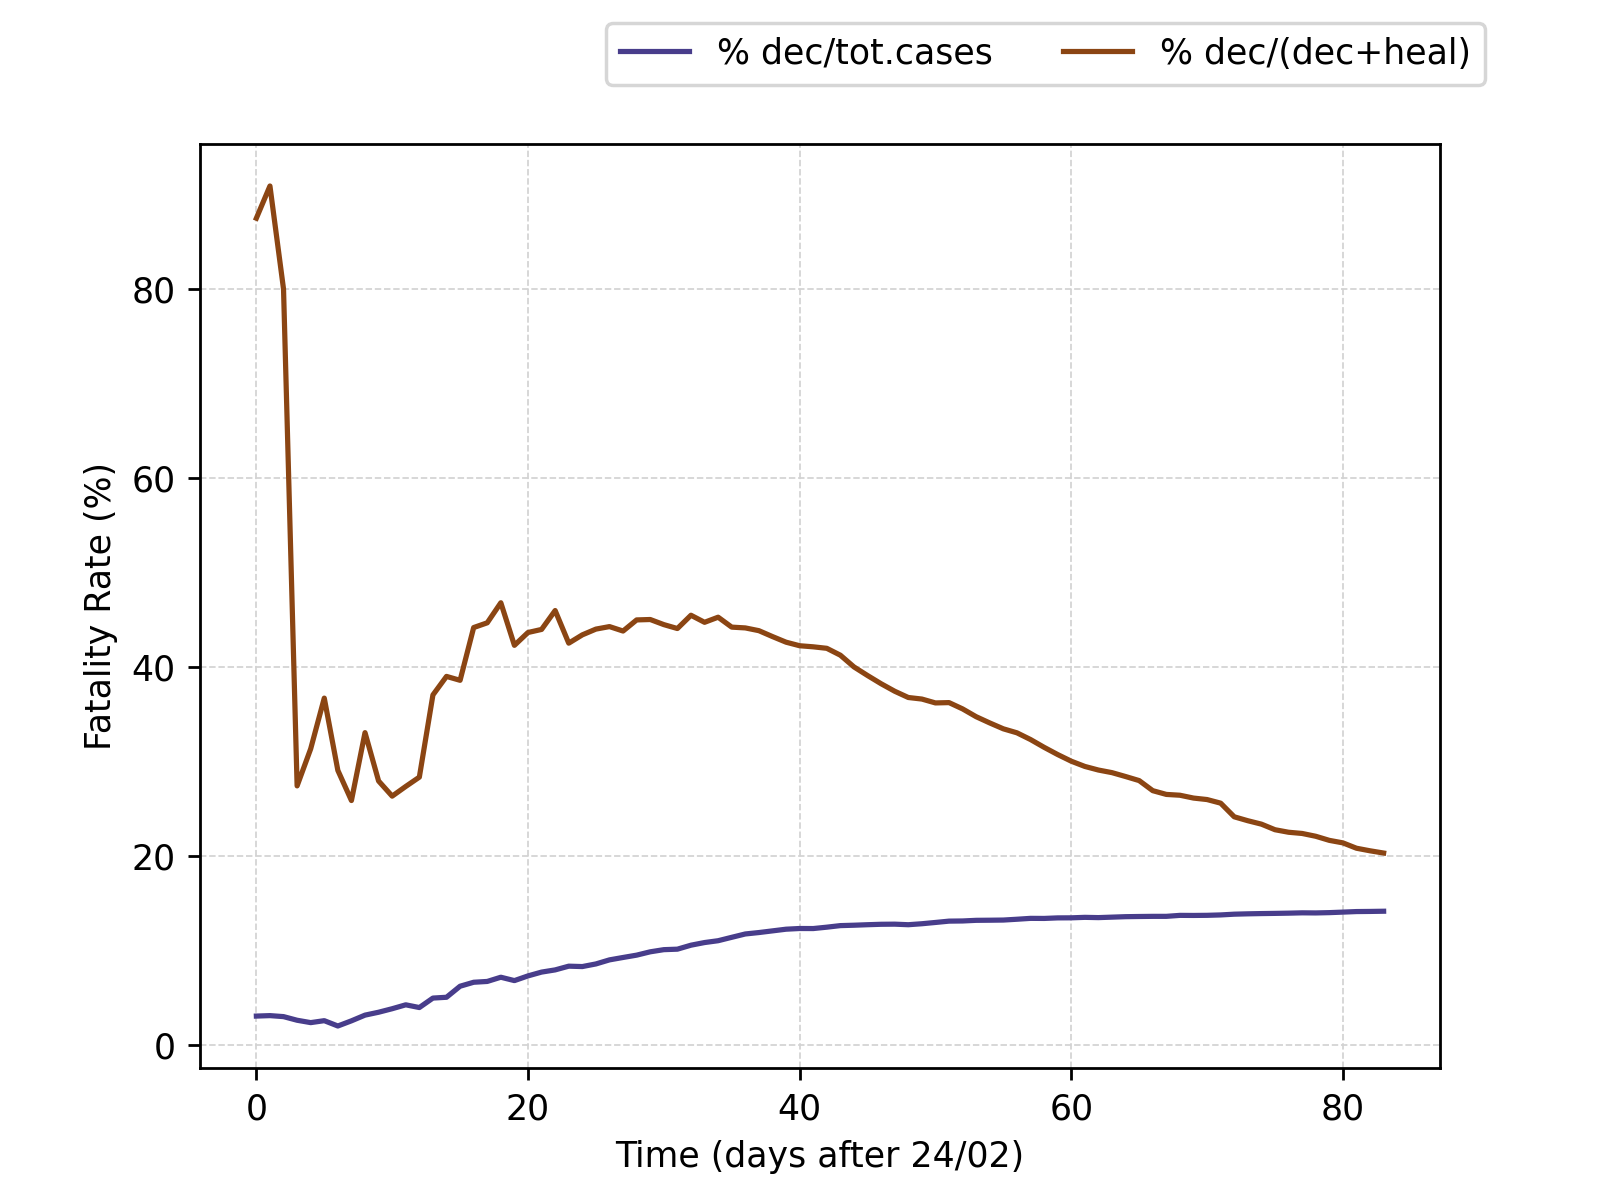 % dec/tot.cases % dec/(dec+heal)
Fatality Rate (%)
80
60
40
20
0
0 20 40 60 80
Time (days after 24/02)